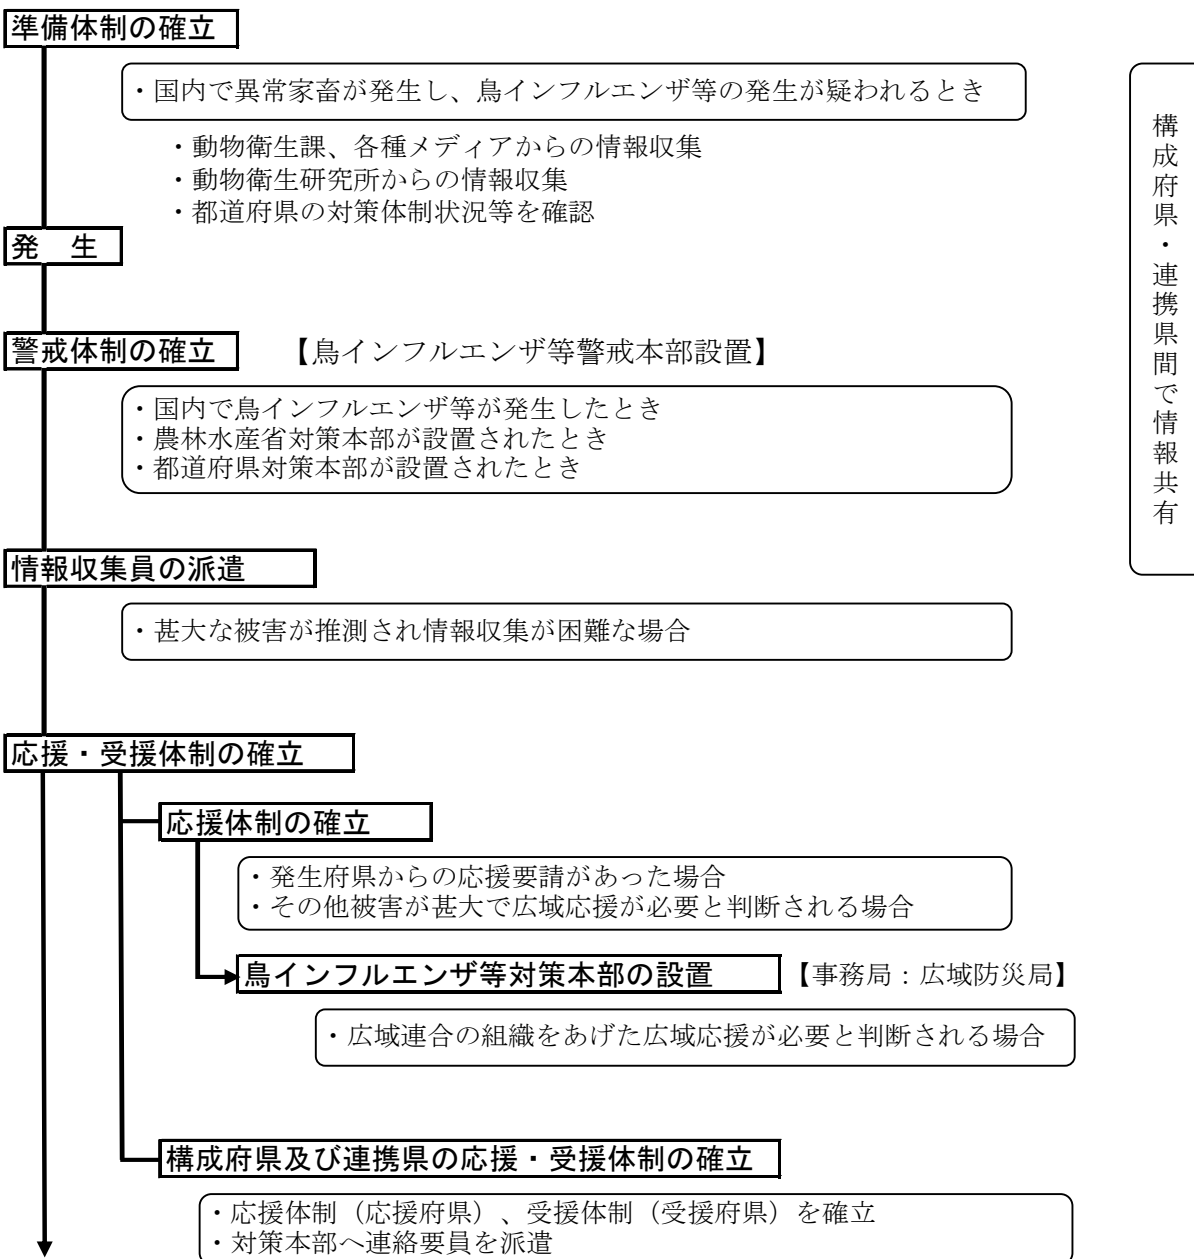 準備体制の確立
・国内で異常家畜が発生し、鳥インフルエンザ等の発生が疑われるとき
・動物衛生課、各種メディアからの情報収集
・動物衛生研究所からの情報収集
・都道府県の対策体制状況等を確認
発　生
警戒体制の確立　【鳥インフルエンザ等警戒本部設置】
・国内で鳥インフルエンザ等が発生したとき
・農林水産省対策本部が設置されたとき
・都道府県対策本部が設置されたとき
情報収集員の派遣
・甚大な被害が推測され情報収集が困難な場合
応援・受援体制の確立
応援体制の確立
・発生府県からの応援要請があった場合
・その他被害が甚大で広域応援が必要と判断される場合
鳥インフルエンザ等対策本部の設置　【事務局：広域防災局】
・広域連合の組織をあげた広域応援が必要と判断される場合
構成府県及び連携県の応援・受援体制の確立
・応援体制（応援府県）、受援体制（受援府県）を確立
・対策本部へ連絡要員を派遣
構成府県・連携県間で情報共有